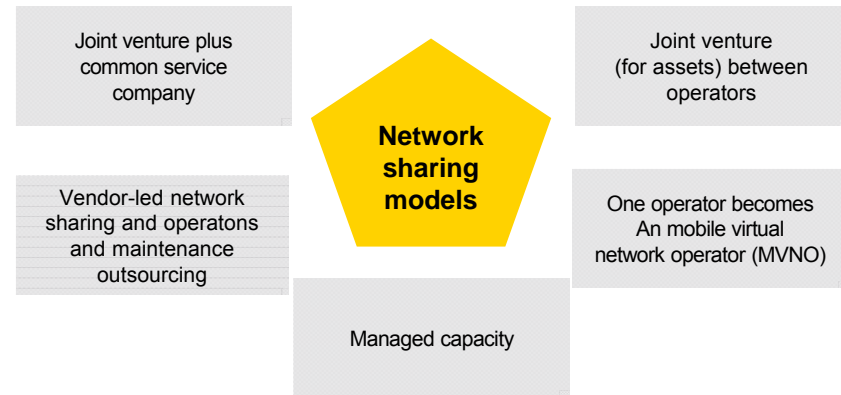 Joint venture plus
common service
company
Joint venture
(for assets) between
operators
Network
sharing
models
Vendor-led network
sharing and operatons
and maintenance
outsourcing
One operator becomes
An mobile virtual
network operator (MVNO)
Managed capacity